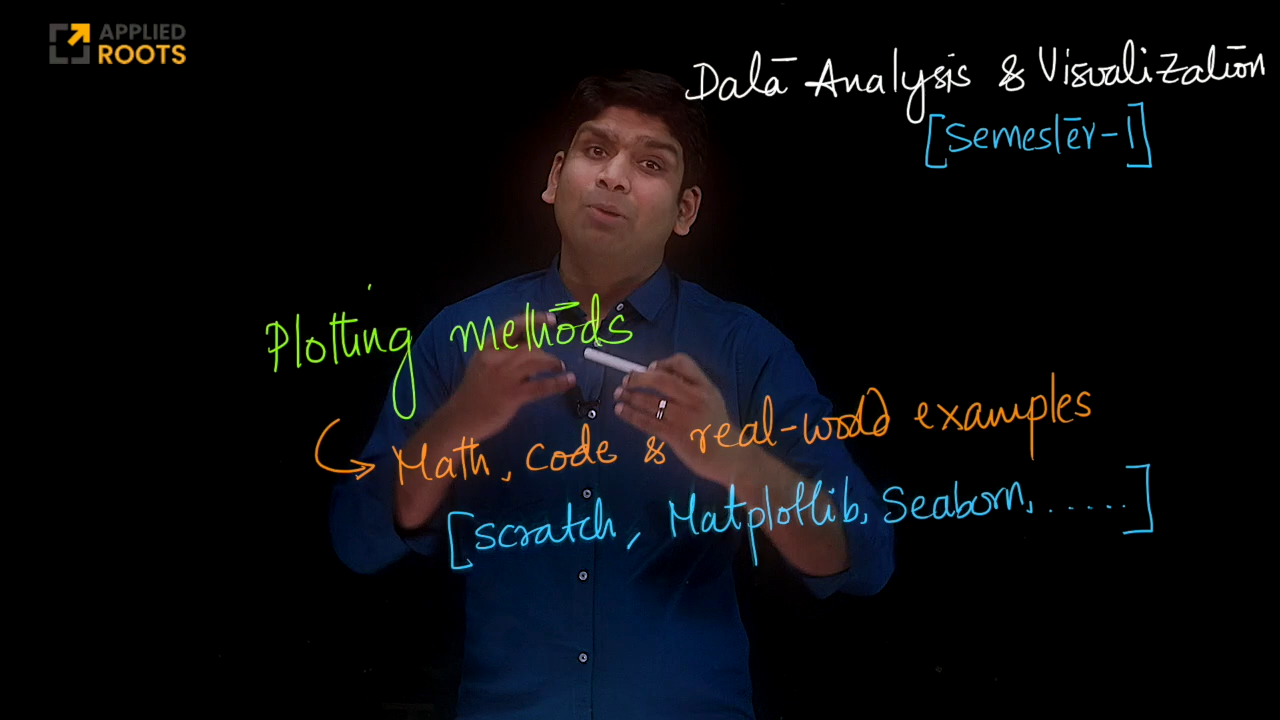 APPLIED
ROOTS
Data Analysis & Visualization
[Semester-1]
Plotting methods
Math, code & real-world examples
[scratch, Matplotlib, Seaborn, ......]